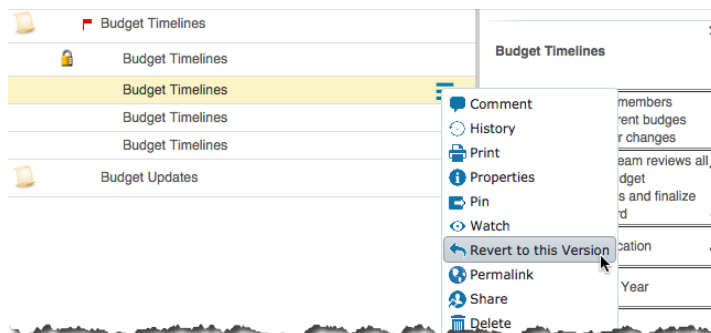 Budget Timelines
Budget Timelines
Budget Timelines
Budget Timelines
Budget Timelines
Budget Updates
Budget Timelines
Comment
History
Print
Properties
Pin
Watch
Revert to this Version
Permalink
Share
Delete
members
rent budgets
r changes
eam reviews all
dget
s and finalize
rd
cation
Year